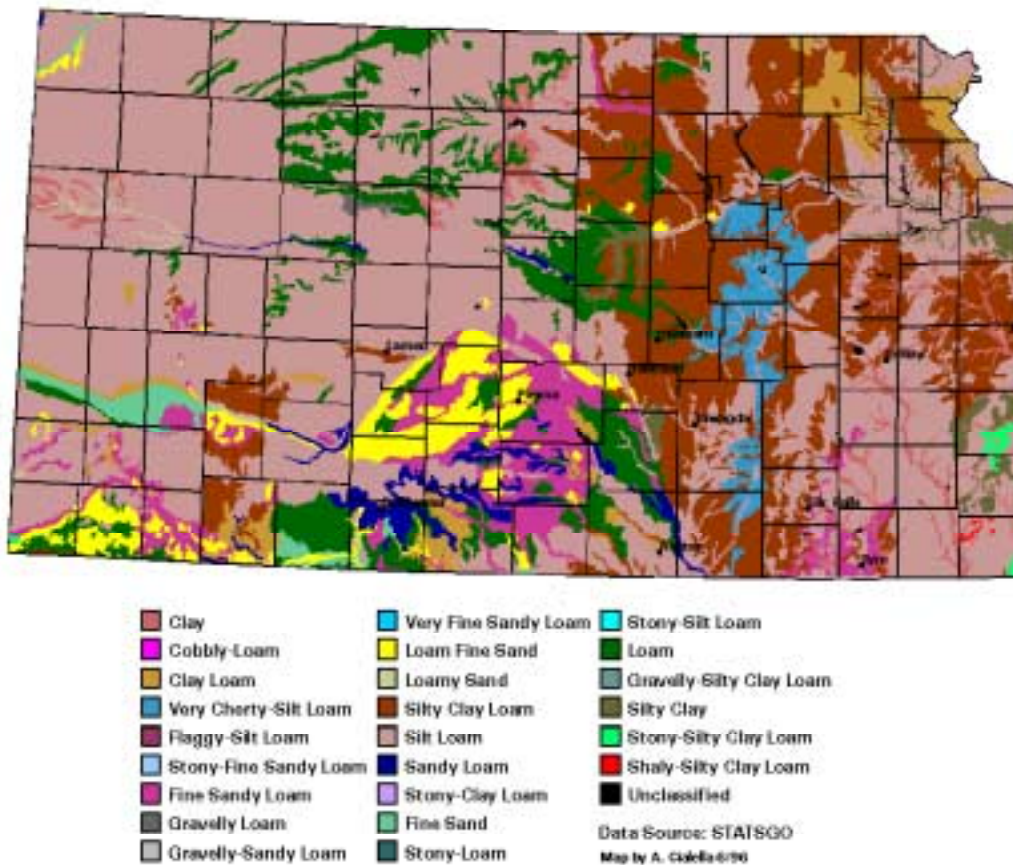 Clay
Cobbly-Loam
Clay Loam
Very Cherty-Silt Loam
Flaggy-Silt Loam
Stony-Fine Sandy Loam
Fine Sandy Loam
Gravelly Loam
Gravelly-Sandy Loam
Very Fine Sandy Loam
Loam Fine Sand
Loamy Sand
Silty Clay Loam
Silt Loam
Sandy Loam
Stony-Clay Loam
Fine Sand
Stony-Loam
Stony-Silt Loam
Loam
Gravelly-Silty Clay Loam
Silty Clay
Stony-Silty Clay Loam
Shaly-Silty Clay Loam
Unclassified
Data Source: STATSGO
Map by A. Cialella 6/96